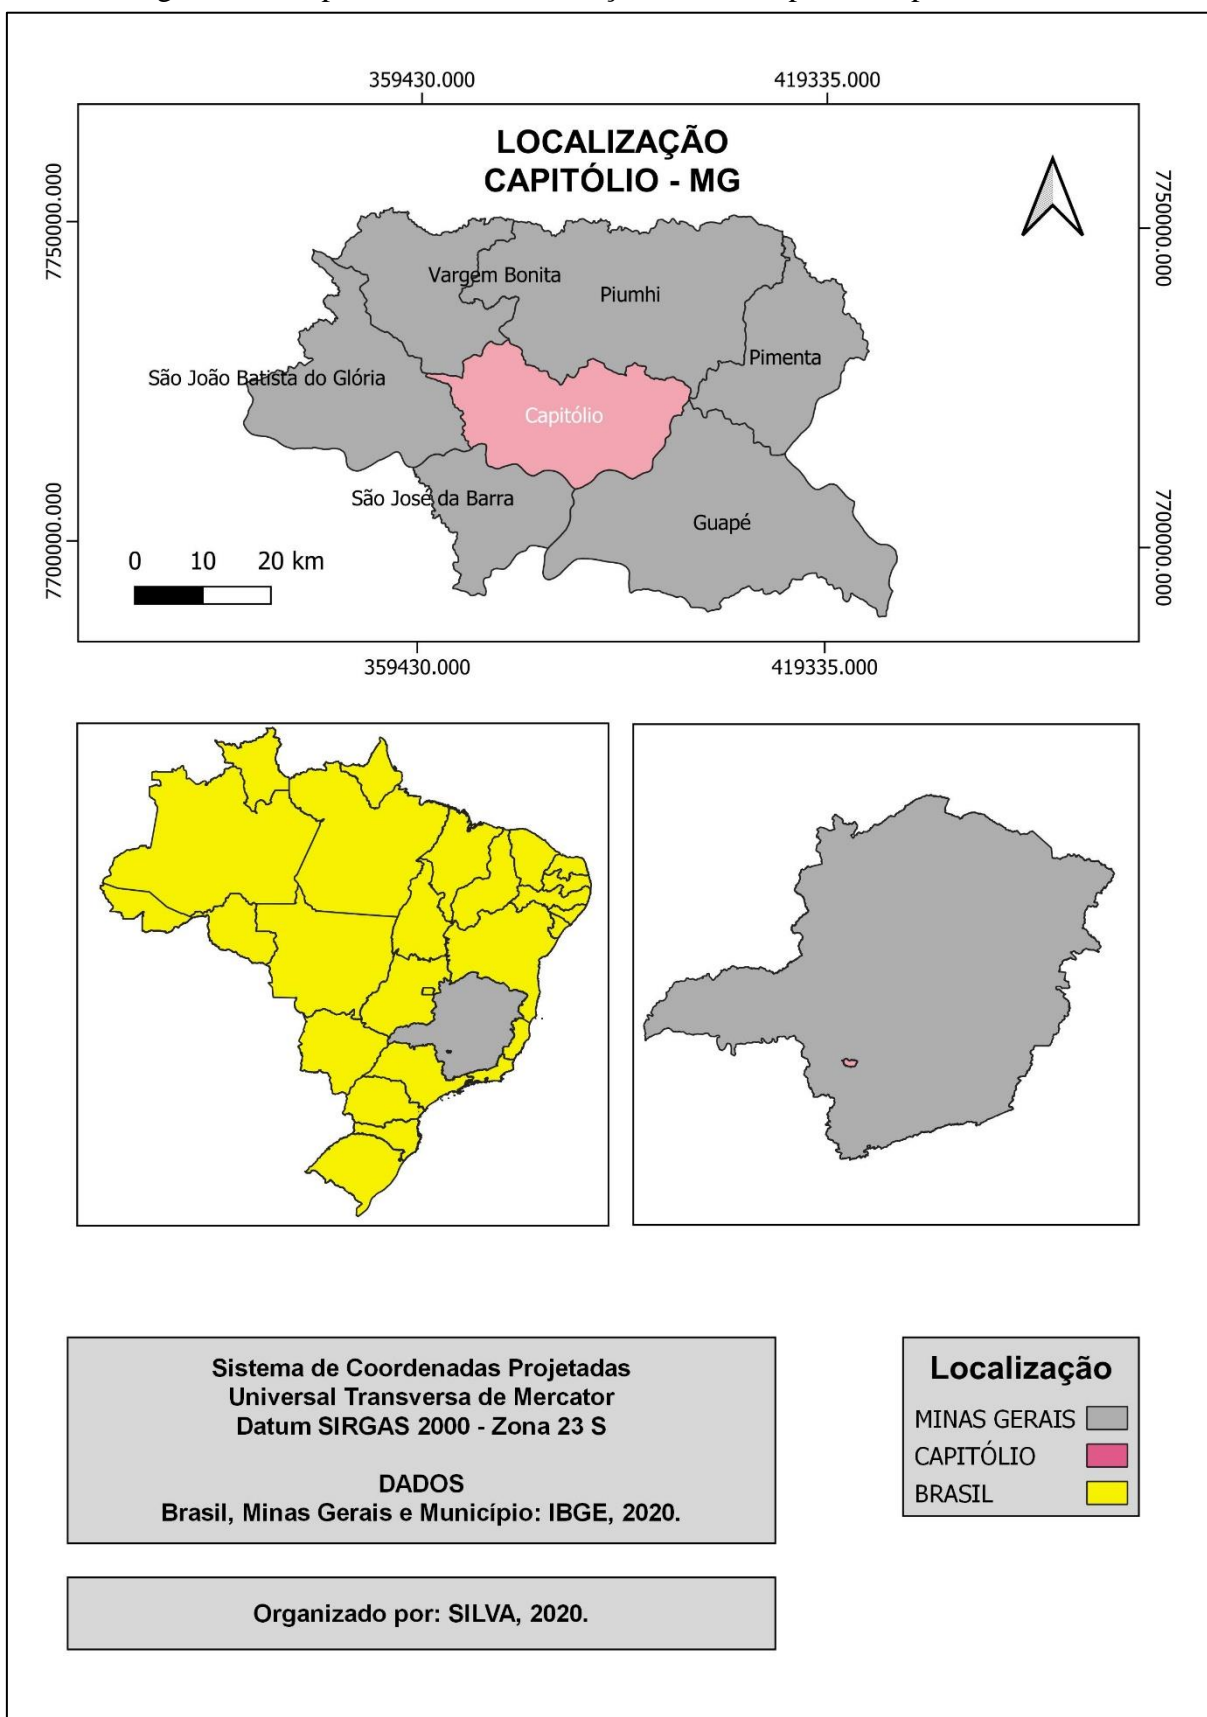 359430.000 419335.000
LOCALIZAÇÃO
CAPITÓLIO - MG
7750000.000
7750000.000
Vargem Bonita
Piumhi
Pimenta
São João Batista do Glória
Capitólio
São José da Barra
Guapé
7700000.000
7700000.000
0 10 20 km
359430.000 419335.000
Sistema de Coordenadas Projetadas
Universal Transversa de Mercator
Datum SIRGAS 2000 - Zona 23 S
DADOS
Brasil, Minas Gerais e Município: IBGE, 2020.
Localização
MINAS GERAIS
CAPITÓLIO
BRASIL
Organizado por: SILVA, 2020.